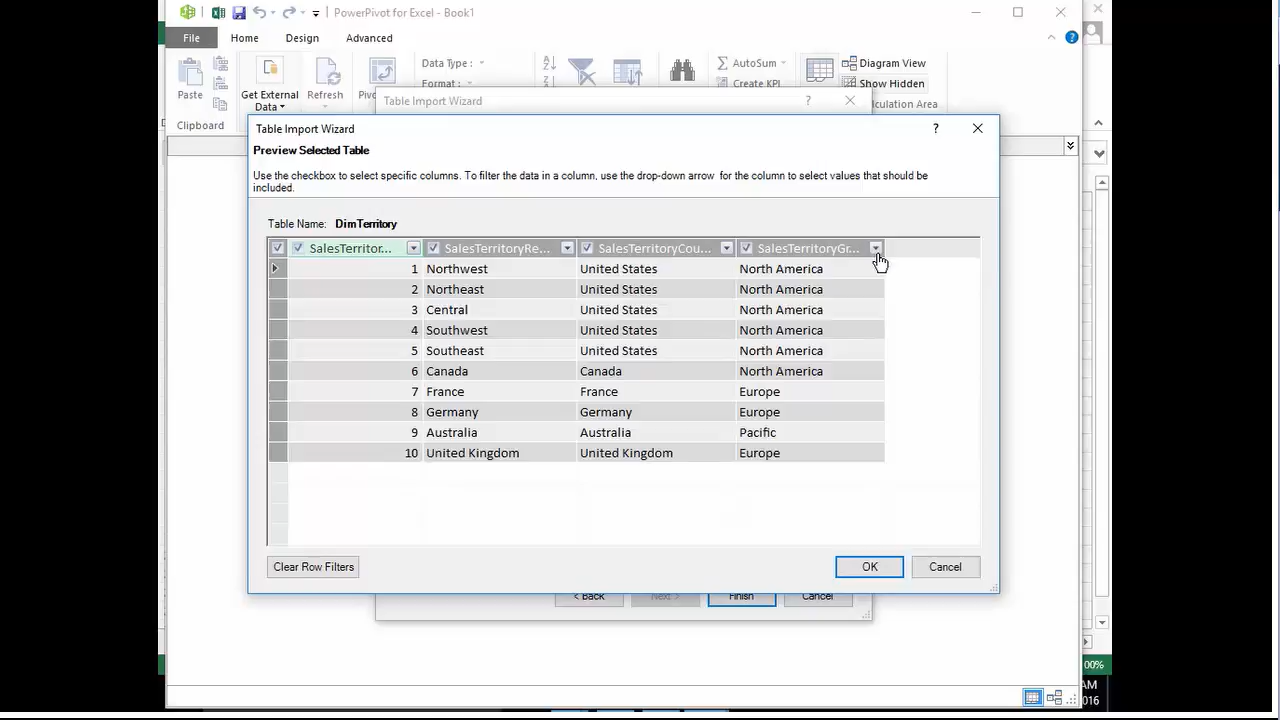 PowerPivot for Excel - Book1
File Home Design Advanced
Paste
Get External
Data
Refresh
Data Type :
Format :
AutoSum
Create KPI
Diagram View
Show Hidden
lculation Area
Clipboard
Table Import Wizard
Table Import Wizard
Preview Selected Table
Use the checkbox to select specific columns. To filter the data in a column, use the drop-down arrow for the column to select values that should be
included.
Table Name: DimTerritory
SalesTerritor... SalesTerritoryRe... SalesTerritoryCou... SalesTerritoryGr...
1 Northwest United States North America
2 Northeast United States North America
3 Central United States North America
4 Southwest United States North America
5 Southeast United States North America
6 Canada Canada North America
7 France France Europe
8 Germany Germany Europe
9 Australia Australia Pacific
10 United Kingdom United Kingdom Europe
Clear Row Filters OK Cancel
< Back Next > Finish Cancel
00%
AM
016